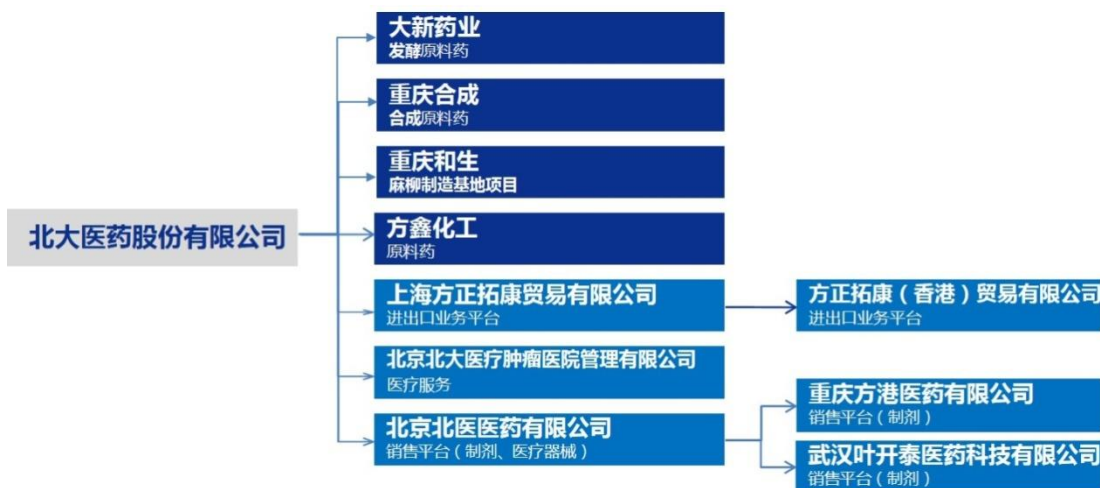 大新药业
发酵原料药
重庆合成
合成原料药
重庆和生
麻柳制造基地项目
北大医药股份有限公司
方鑫化工
原料药
上海方正拓康贸易有限公司
进出口业务平台
方正拓康（香港）贸易有限公司
进出口业务平台
北京北大医疗肿瘤医院管理有限公司
医疗服务
北京北医医药有限公司
销售平台（制剂、医疗器械）
重庆方港医药有限公司
销售平台（制剂）
武汉叶开泰医药科技有限公司
销售平台（制剂）